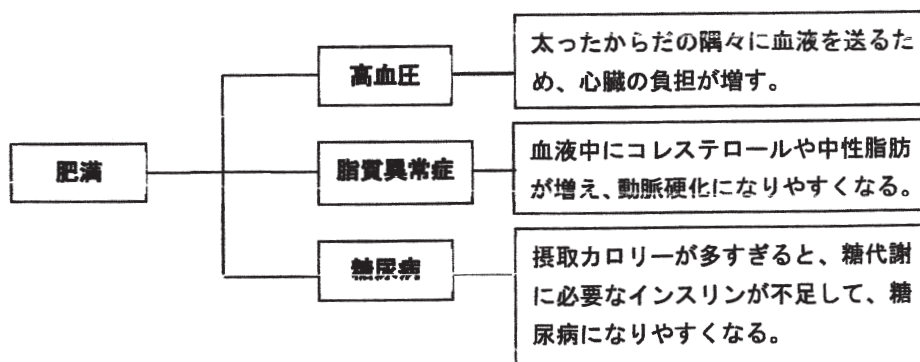 肥満
高血圧
太ったからだの隅々に血液を送るた
め、心臓の負担が増す。
脂質異常症
血液中にコレステロールや中性脂肪
が増え、動脈硬化になりやすくなる。
糖尿病
摂取カロリーが多すぎると、糖代謝
に必要なインスリンが不足して、糖
尿病になりやすくなる。